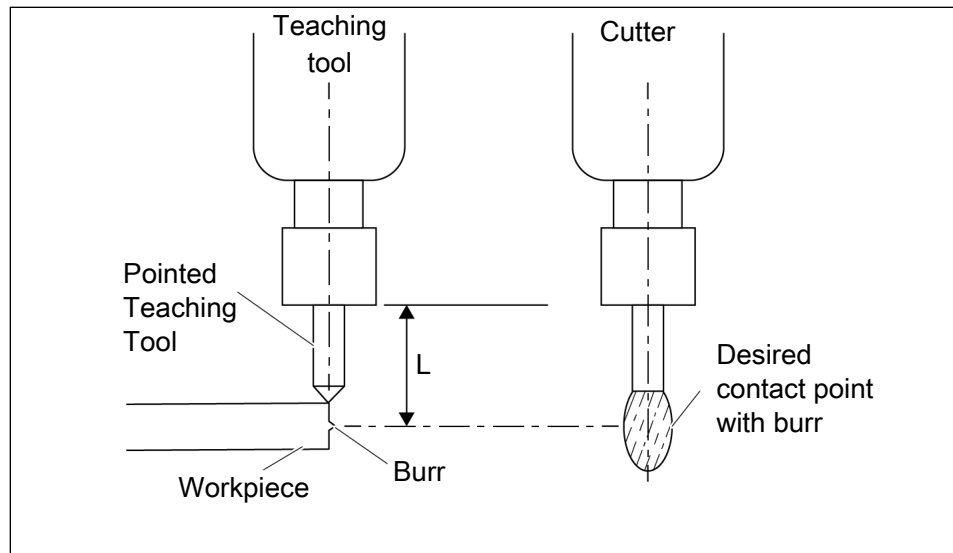 Teaching
tool
Cutter
Pointed
Teaching
Tool
L
Desired
contact point
with burr
Burr
Workpiece